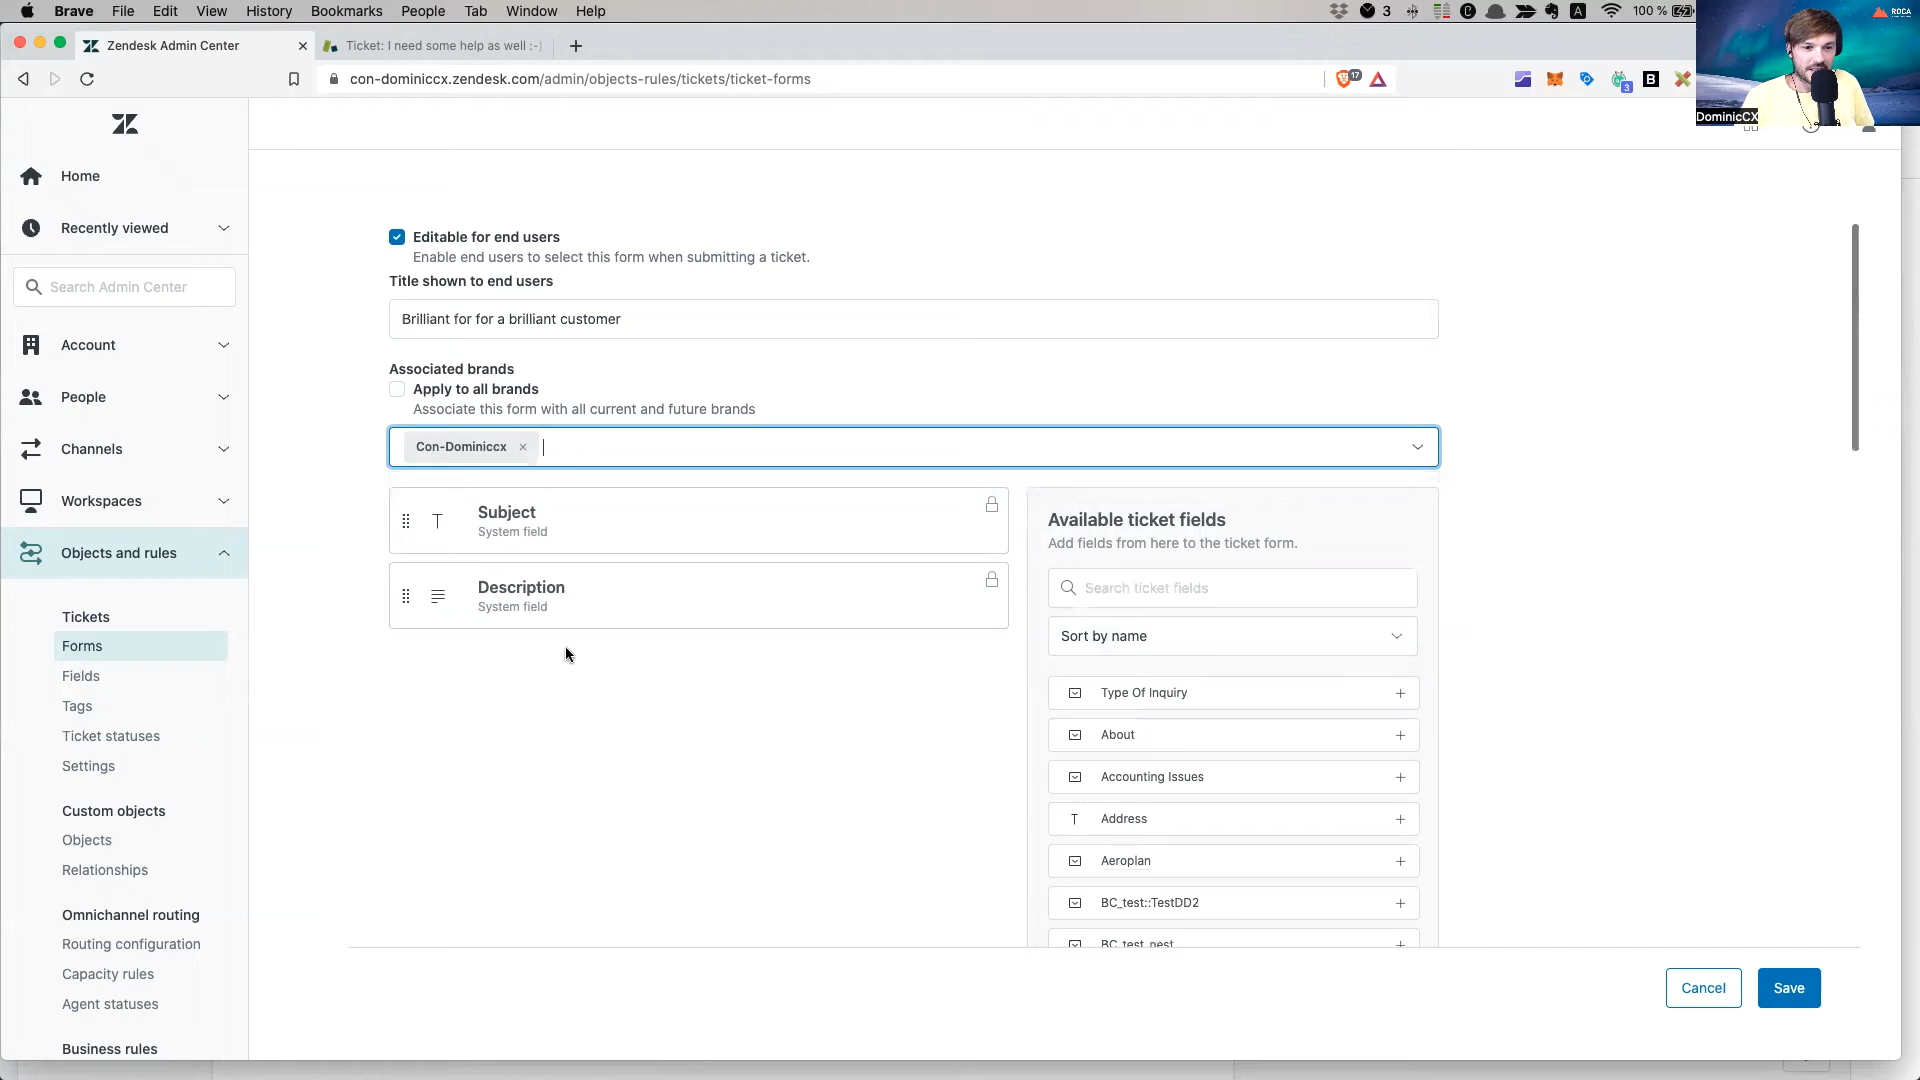 Brave File Edit View History Bookmarks People Tab Window Help
3
100 %
ROCA
Zendesk Admin Center
Ticket: I need some help as well :-)
con-dominiccx.zendesk.com/admin/objects-rules/tickets/ticket-forms
17
3
B
DominicCX
Home
Recently viewed
Search Admin Center
Account
People
Channels
Workspaces
Objects and rules
Tickets
Forms
Fields
Tags
Ticket statuses
Settings
Custom objects
Objects
Relationships
Omnichannel routing
Routing configuration
Capacity rules
Agent statuses
Business rules
Editable for end users
Enable end users to select this form when submitting a ticket.
Title shown to end users
Brilliant for for a brilliant customer
Associated brands
Apply to all brands
Associate this form with all current and future brands
Con-Dominiccx
Subject
System field
Description
System field
Available ticket fields
Add fields from here to the ticket form.
Search ticket fields
Sort by name
Type Of Inquiry
About
Accounting Issues
Address
Aeroplan
BC_test::TestDD2
BC_test_nest
Cancel
Save